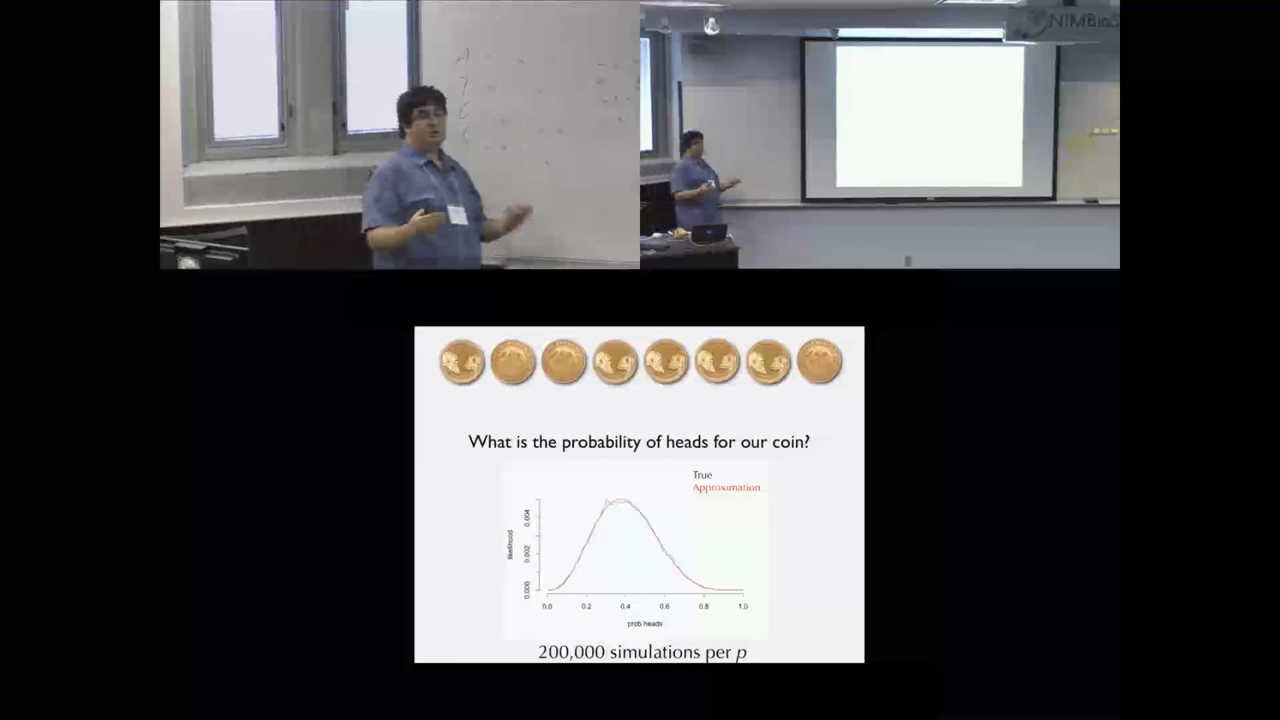 NIMBioS
What is the probability of heads for our coin?
True
Approximation
likelihood
0.004
0.002
0.000
0.0 0.2 0.4 0.6 0.8 1.0
prob heads
200,000 simulations per p